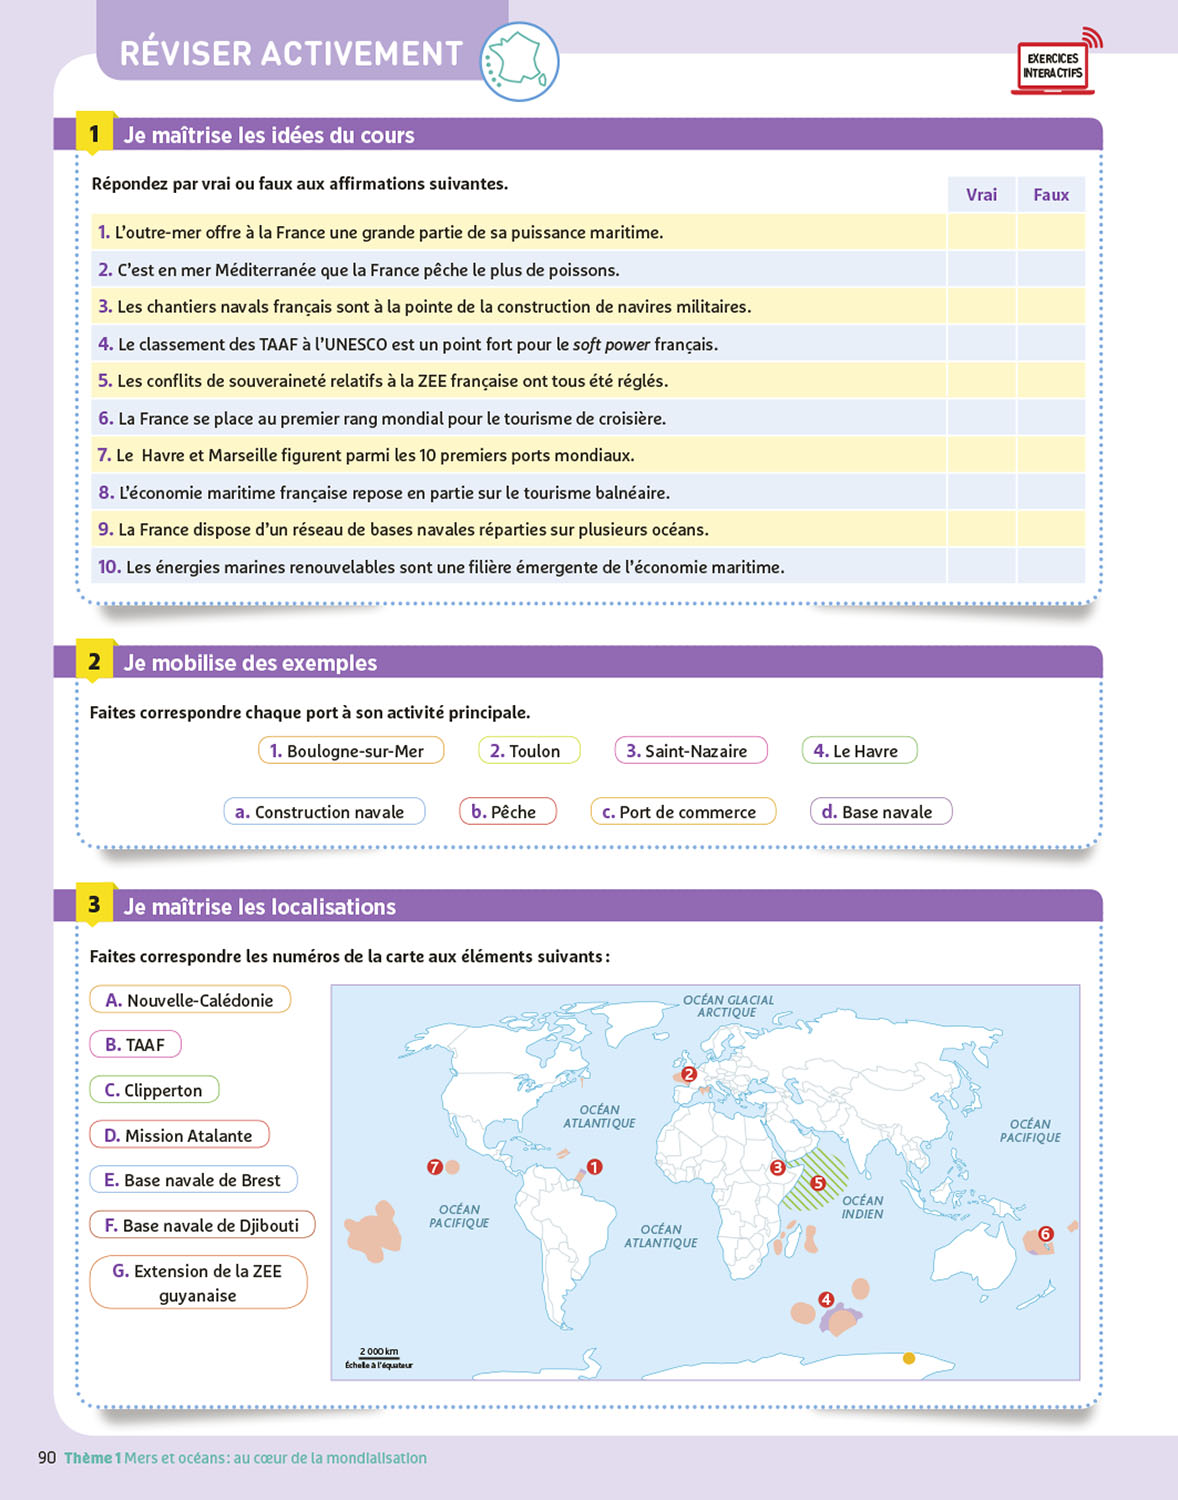 RÉVISER ACTIVEMENT
EXERCICES
INTERACTIFS
1 Je maîtrise les idées du cours
Répondez par vrai ou faux aux affirmations suivantes.
Vrai Faux
1. L'outre-mer offre à la France une grande partie de sa puissance maritime.
2. C'est en mer Méditerranée que la France pêche le plus de poissons.
3. Les chantiers navals français sont à la pointe de la construction de navires militaires.
4. Le classement des TAAF à l'UNESCO est un point fort pour le soft power français.
5. Les conflits de souveraineté relatifs à la ZEE française ont tous été réglés.
6. La France se place au premier rang mondial pour le tourisme de croisière.
7. Le Havre et Marseille figurent parmi les 10 premiers ports mondiaux.
8. L'économie maritime française repose en partie sur le tourisme balnéaire.
9. La France dispose d'un réseau de bases navales réparties sur plusieurs océans.
10. Les énergies marines renouvelables sont une filière émergente de l'économie maritime.
2 Je mobilise des exemples
Faites correspondre chaque port à son activité principale.
1. Boulogne-sur-Mer 2. Toulon 3. Saint-Nazaire 4. Le Havre
a. Construction navale b. Pêche c. Port de commerce d. Base navale
3 Je maîtrise les localisations
Faites correspondre les numéros de la carte aux éléments suivants :
A. Nouvelle-Calédonie
B. TAAF
C. Clipperton
D. Mission Atalante
E. Base navale de Brest
F. Base navale de Djibouti
G. Extension de la ZEE
guyanaise
OCÉAN GLACIAL
ARCTIQUE
2
OCÉAN
ATLANTIQUE
OCÉAN
PACIFIQUE
7
1
3
5
OCÉAN
PACIFIQUE
OCÉAN
INDIEN
OCÉAN
ATLANTIQUE
6
4
2 000 km
Échelle à l'équateur
90 Thème 1 Mers et océans : au cœur de la mondialisation